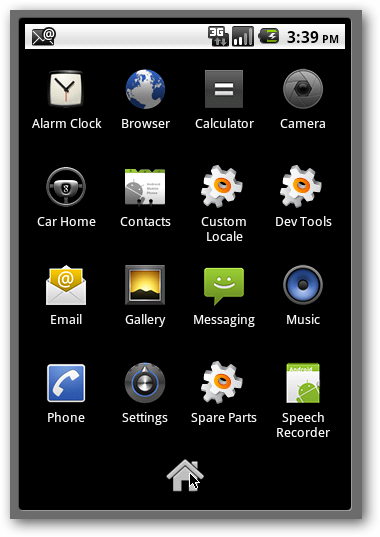 3G 3:39 PM
Alarm Clock Browser Calculator Camera
Car Home Contacts Custom Locale Dev Tools
Email Gallery Messaging Music
Phone Settings Spare Parts Speech Recorder
Android